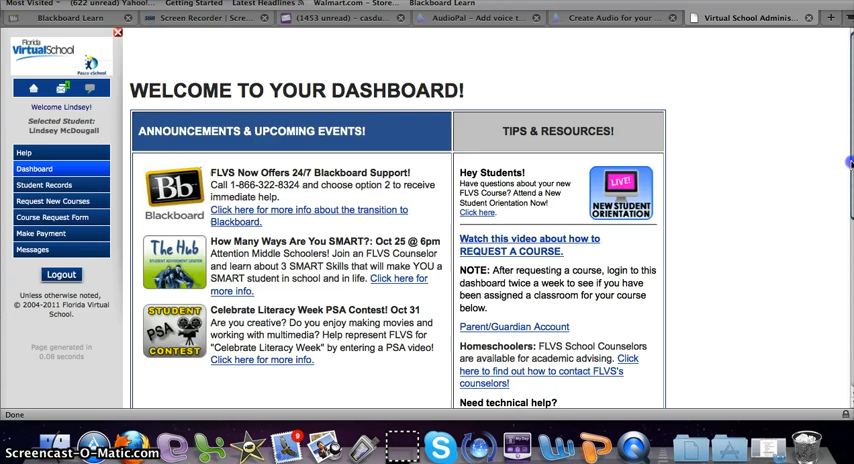 Most Visited (622 unread) Yahoo... Getting Started Latest Headlines Walmart.com - Store... Blackboard Learn
Blackboard Learn
Screen Recorder | Scre...
(1453 unread) - casdu...
AudioPal - Add voice t...
Create Audio for your ...
Virtual School Adminis...
Florida
VirtualSchool
Pasco eSchool
Welcome Lindsey!
Selected Student:
Lindsey McDougall
Help
Dashboard
Student Records
Request New Courses
Course Request Form
Make Payment
Messages
Logout
Unless otherwise noted,
© 2004-2011 Florida Virtual
School.
Page generated in
0.08 seconds
WELCOME TO YOUR DASHBOARD!
ANNOUNCEMENTS & UPCOMING EVENTS!
Bb
Blackboard
FLVS Now Offers 24/7 Blackboard Support!
Call 1-866-322-8324 and choose option 2 to receive
immediate help.
Click here for more info about the transition to
Blackboard.
The Hub
How Many Ways Are You SMART?: Oct 25 @ 6pm
Attention Middle Schoolers! Join an FLVS Counselor
and learn about 3 SMART Skills that will make YOU a
SMART student in school and in life. Click here for
more info.
STUDENT
PSA
CONTEST
Celebrate Literacy Week PSA Contest! Oct 31
Are you creative? Do you enjoy making movies and
working with multimedia? Help represent FLVS for
"Celebrate Literacy Week" by entering a PSA video!
Click here for more info.
TIPS & RESOURCES!
Hey Students!
Have questions about your new
FLVS Course? Attend a New
Student Orientation Now!
Click here.
LIVE!
NEW STUDENT
ORIENTATION
Watch this video about how to
REQUEST A COURSE.
NOTE: After requesting a course, login to this
dashboard twice a week to see if you have
been assigned a classroom for your course
below.
Parent/Guardian Account
Homeschoolers: FLVS School Counselors
are available for academic advising. Click
here to find out how to contact FLVS's
counselors!
Need technical help?
Done
9
Screencast-O-Matic.com